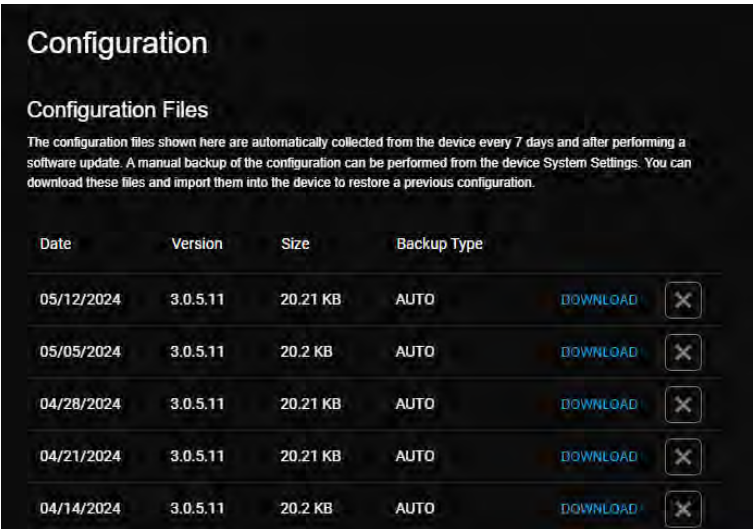 Configuration
Configuration Files
The configuration files shown here are automatically collected from the device every 7 days and after performing a
software update. A manual backup of the configuration can be performed from the device System Settings. You can
download these files and import them into the device to restore a previous configuration.
Date Version Size Backup Type
05/12/2024 3.0.5.11 20.21 KB AUTO DOWNLOAD
05/05/2024 3.0.5.11 20.2 KB AUTO DOWNLOAD
04/28/2024 3.0.5.11 20.21 KB AUTO DOWNLOAD
04/21/2024 3.0.5.11 20.21 KB AUTO DOWNLOAD
04/14/2024 3.0.5.11 20.2 KB AUTO DOWNLOAD